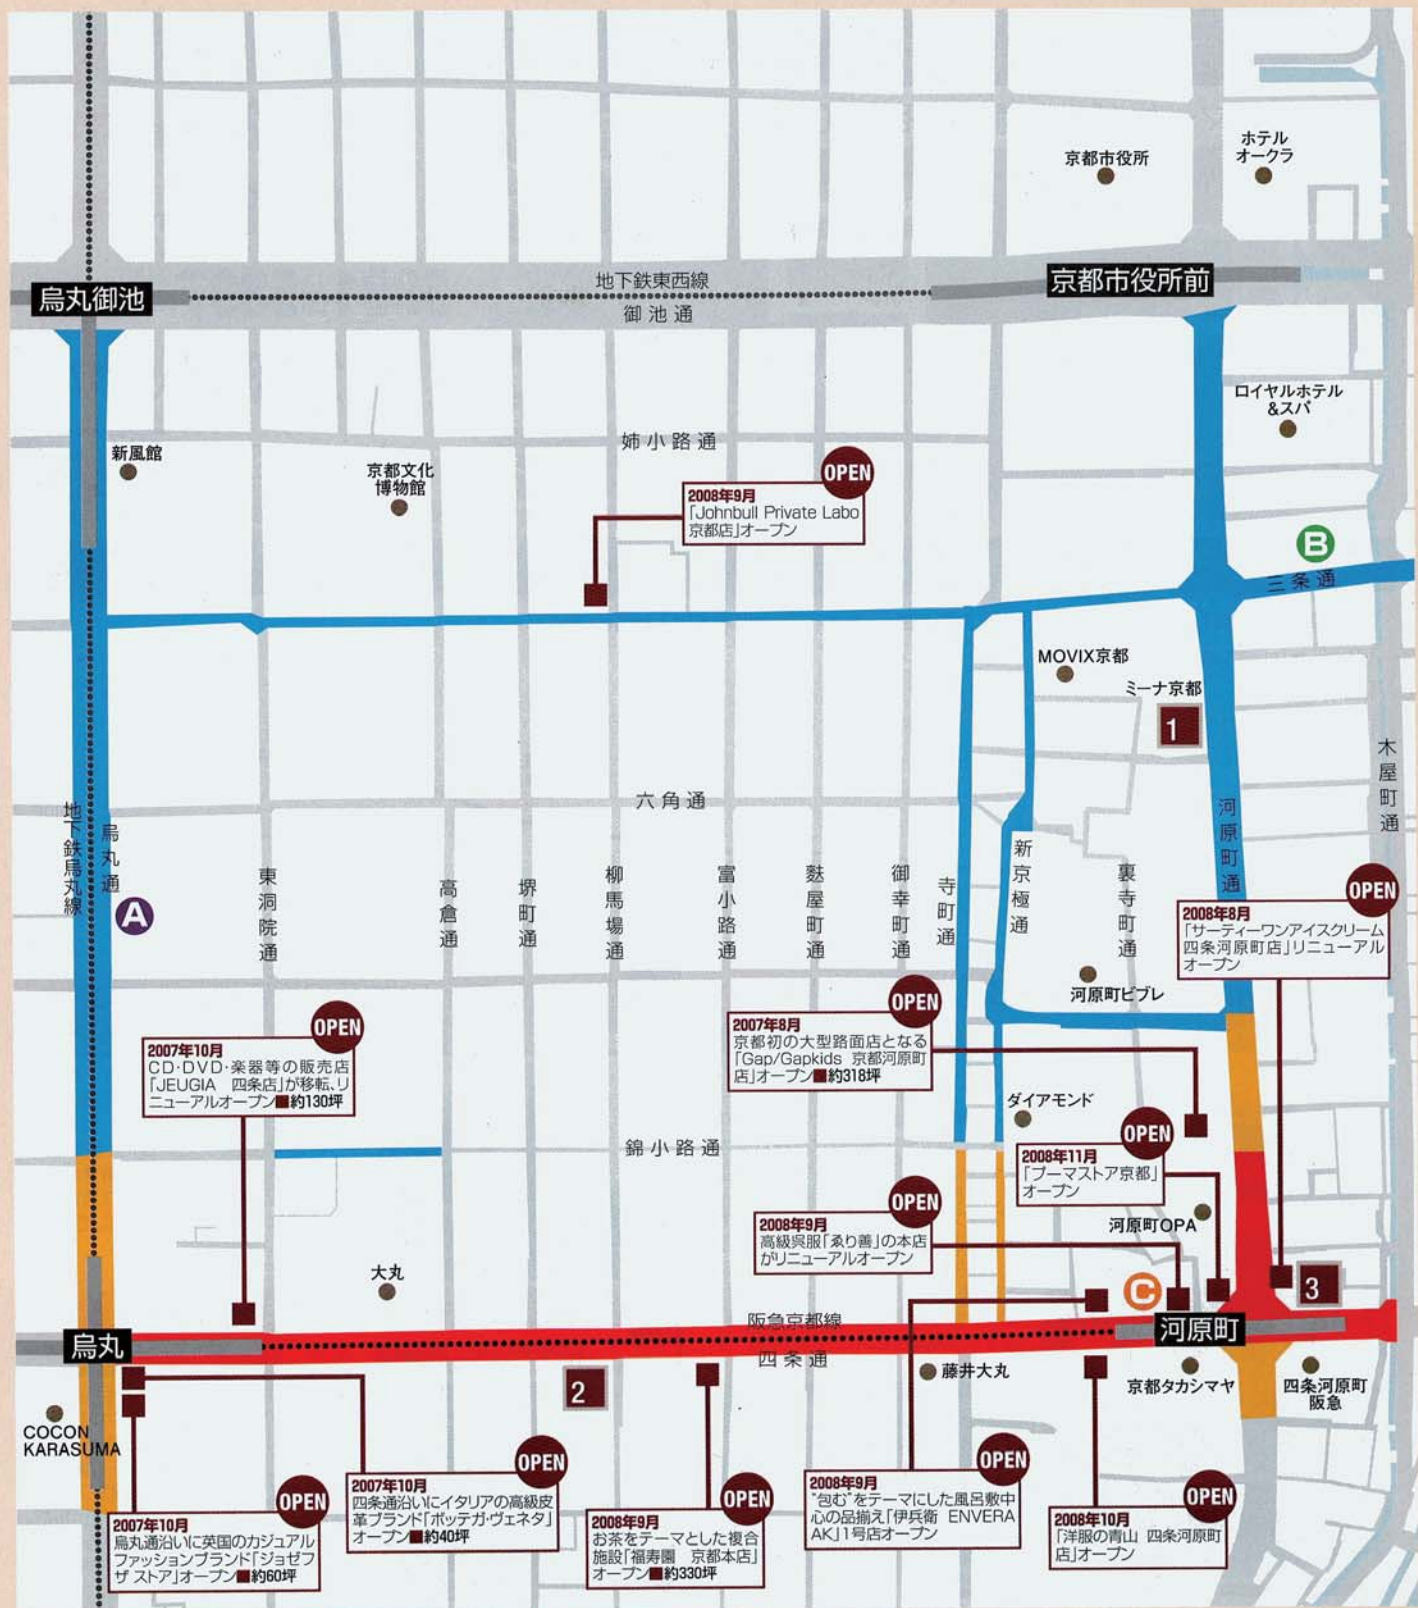 京都市役所
ホテル
オークラ
地下鉄東西線
烏丸御池
京都市役所前
御池通
ロイヤルホテル
&スパ
姉小路通
新風館
京都文化
博物館
OPEN
2008年9月
「Johnbull Private Labo
京都店」オープン
B
三条通
MOVIX京都
ミーナ京都
1
木屋町通
六角通
河原町通
地下鉄烏丸線
烏丸通
A
東洞院通
高倉通
堺町通
柳馬場通
富小路通
麩屋町通
御幸町通
寺町通
新京極通
裏寺町通
OPEN
2008年8月
「サーティーワンアイスクリーム
四条河原町店」リニューアル
オープン
河原町ビブレ
OPEN
2007年8月
京都初の大型路面店となる
「Gap/Gapkids 京都河原町
店」オープン■約318坪
OPEN
2007年10月
CD・DVD・楽器等の販売店
「JEUGIA 四条店」が移転、リ
ニューアルオープン■約130坪
ダイアモンド
錦小路通
OPEN
2008年11月
「プーマストア京都」
オープン
OPEN
2008年9月
高級呉服「ゑり善」の本店
がリニューアルオープン
河原町OPA
大丸
C
3
阪急京都線
烏丸
河原町
四条通
2
藤井大丸
京都タカシマヤ
四条河原町
阪急
COCON
KARASUMA
OPEN
2007年10月
烏丸通沿いに英国のカジュアル
ファッションブランド「ジョゼフ
ザ ストア」オープン■約60坪
OPEN
2007年10月
四条通沿いにイタリアの高級皮
革ブランド「ボッテガ・ヴェネタ」
オープン■約40坪
OPEN
2008年9月
お茶をテーマとした複合
施設「福寿園 京都本店」
オープン■約330坪
OPEN
2008年9月
“包む”をテーマにした風呂敷中
心の品揃え「伊兵衛 ENVERA
AK」1号店オープン
OPEN
2008年10月
「洋服の青山 四条河原町
店」オープン